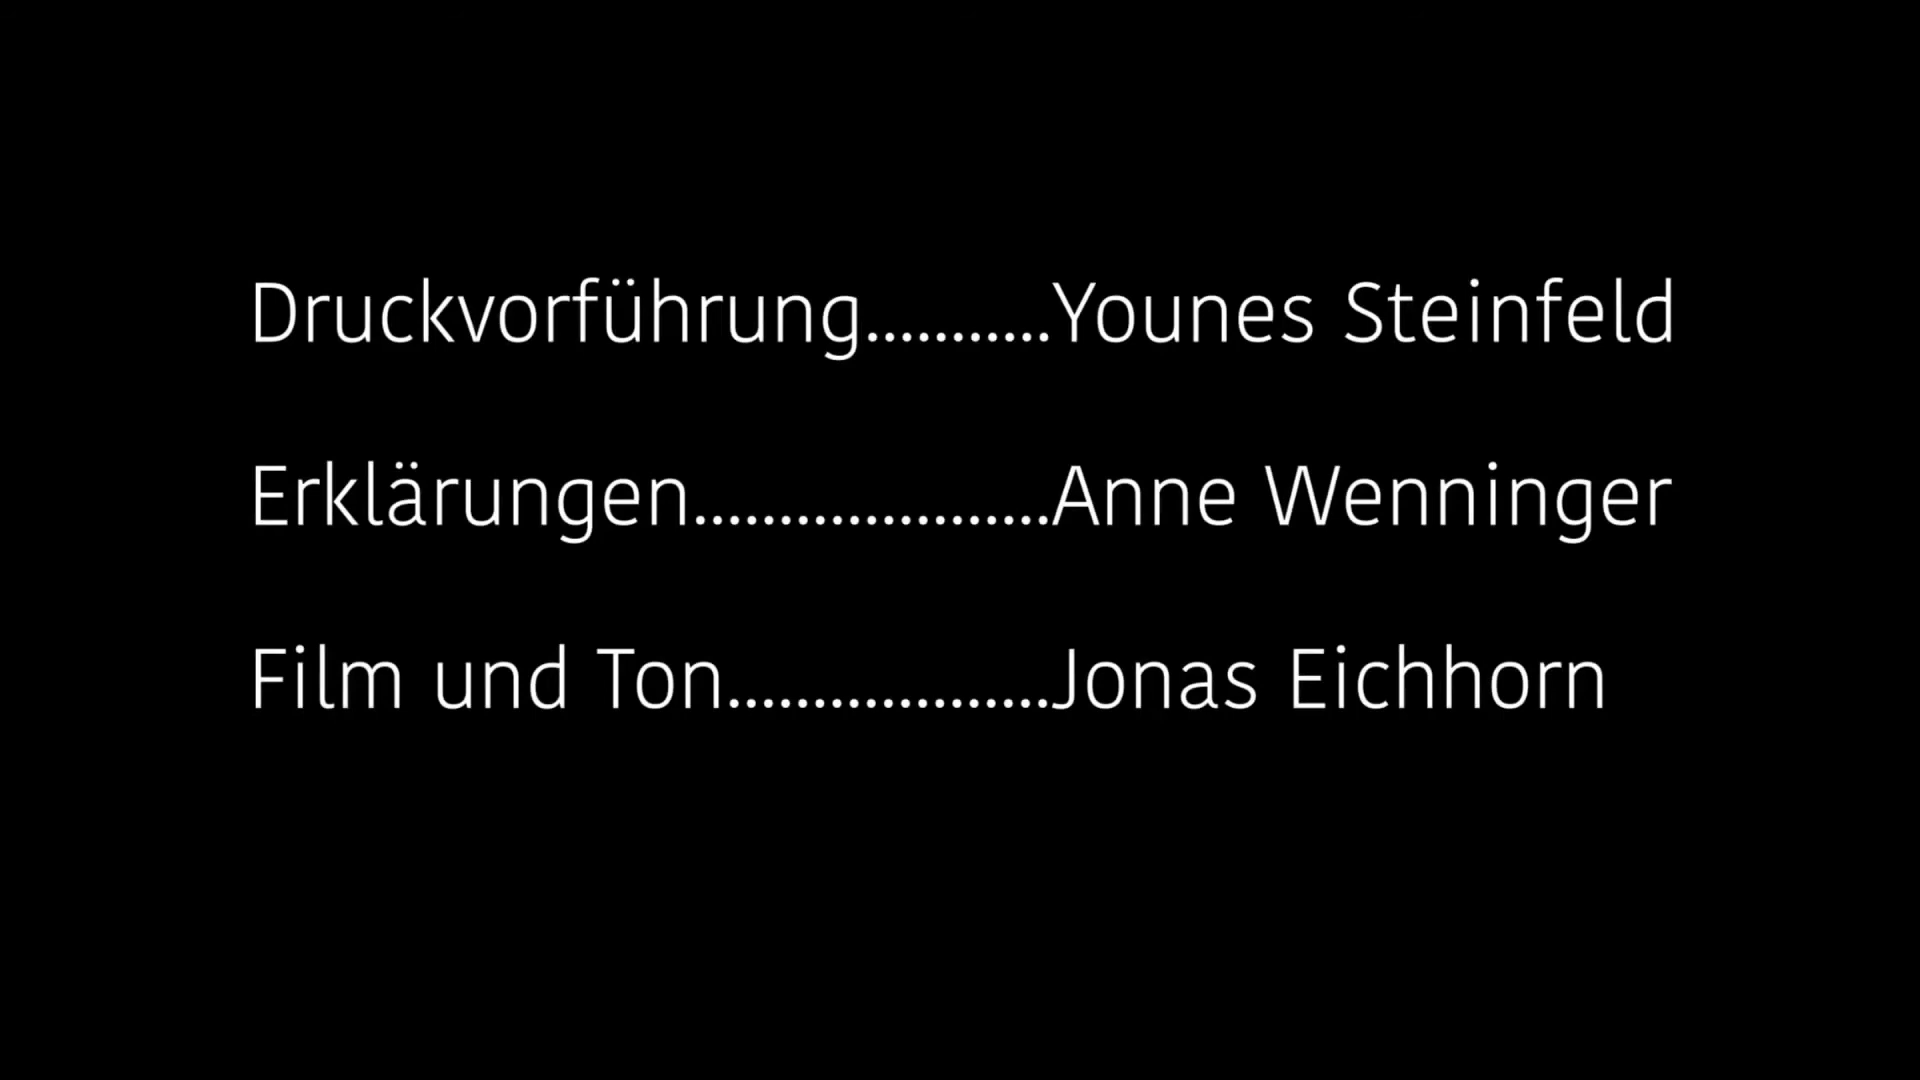 Druckvorführung...........Younes Steinfeld
Erklärungen.....................Anne Wenninger
Film und Ton...................Jonas Eichhorn